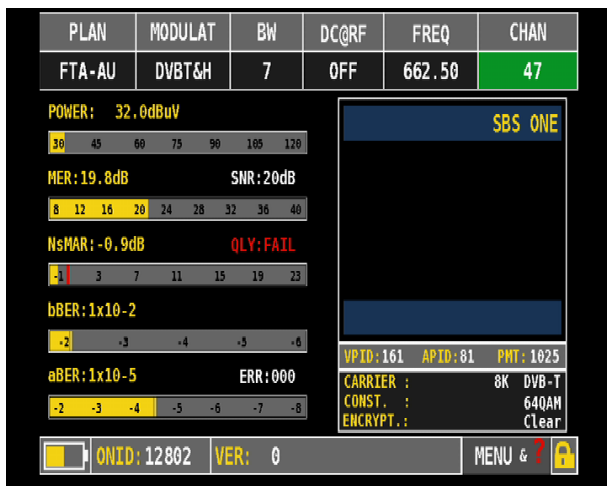 PLAN MODULAT BW DC@RF FREQ CHAN
FTA-AU DVBT&H 7 OFF 662.50 47
POWER: 32.0dBuV
30 45 60 75 90 105 120
MER:19.8dB SNR:20dB
8 12 16 20 24 28 32 36 40
NsMAR:-0.9dB QLY:FAIL
-1 3 7 11 15 19 23
bBER:1x10-2
-2 -3 -4 -5 -6
aBER:1x10-5 ERR:000
-2 -3 -4 -5 -6 -7 -8
SBS ONE
VPID:161 APID:81 PMT:1025
CARRIER : 8K DVB-T
CONST. : 64QAM
ENCRYPT.: Clear
ONID:12802 VER: 0 MENU & ?